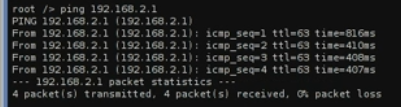 root /> ping 192.168.2.1
PING 192.168.2.1 (192.168.2.1)
From 192.168.2.1 (192.168.2.1): icmp_seq=1 ttl=63 time=816ms
From 192.168.2.1 (192.168.2.1): icmp_seq=2 ttl=63 time=410ms
From 192.168.2.1 (192.168.2.1): icmp_seq=3 ttl=63 time=408ms
From 192.168.2.1 (192.168.2.1): icmp_seq=4 ttl=63 time=407ms
--- 192.168.2.1 packet statistics ---
4 packet(s) transmitted, 4 packet(s) received, 0% packet loss